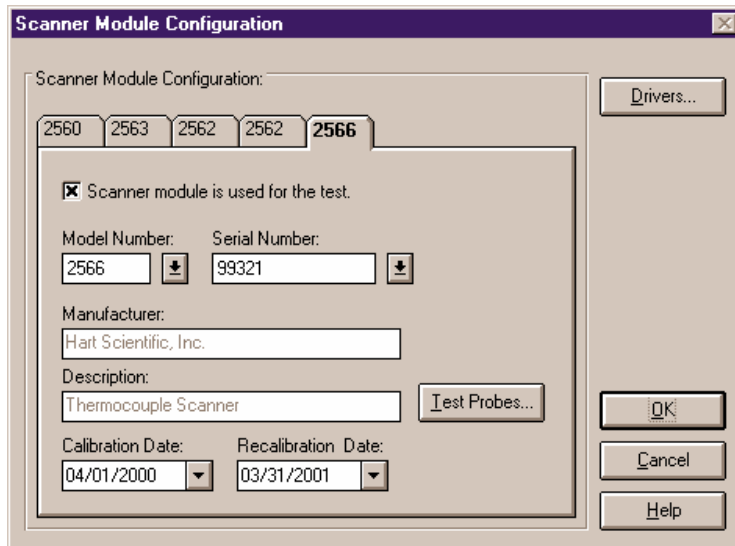 Scanner Module Configuration
Scanner Module Configuration:
Drivers...
2560 2563 2562 2562 2566
Scanner module is used for the test.
Model Number: Serial Number:
2566 99321
Manufacturer:
Hart Scientific, Inc.
Description:
Thermocouple Scanner
Test Probes...
Calibration Date: Recalibration Date:
04/01/2000 03/31/2001
OK
Cancel
Help